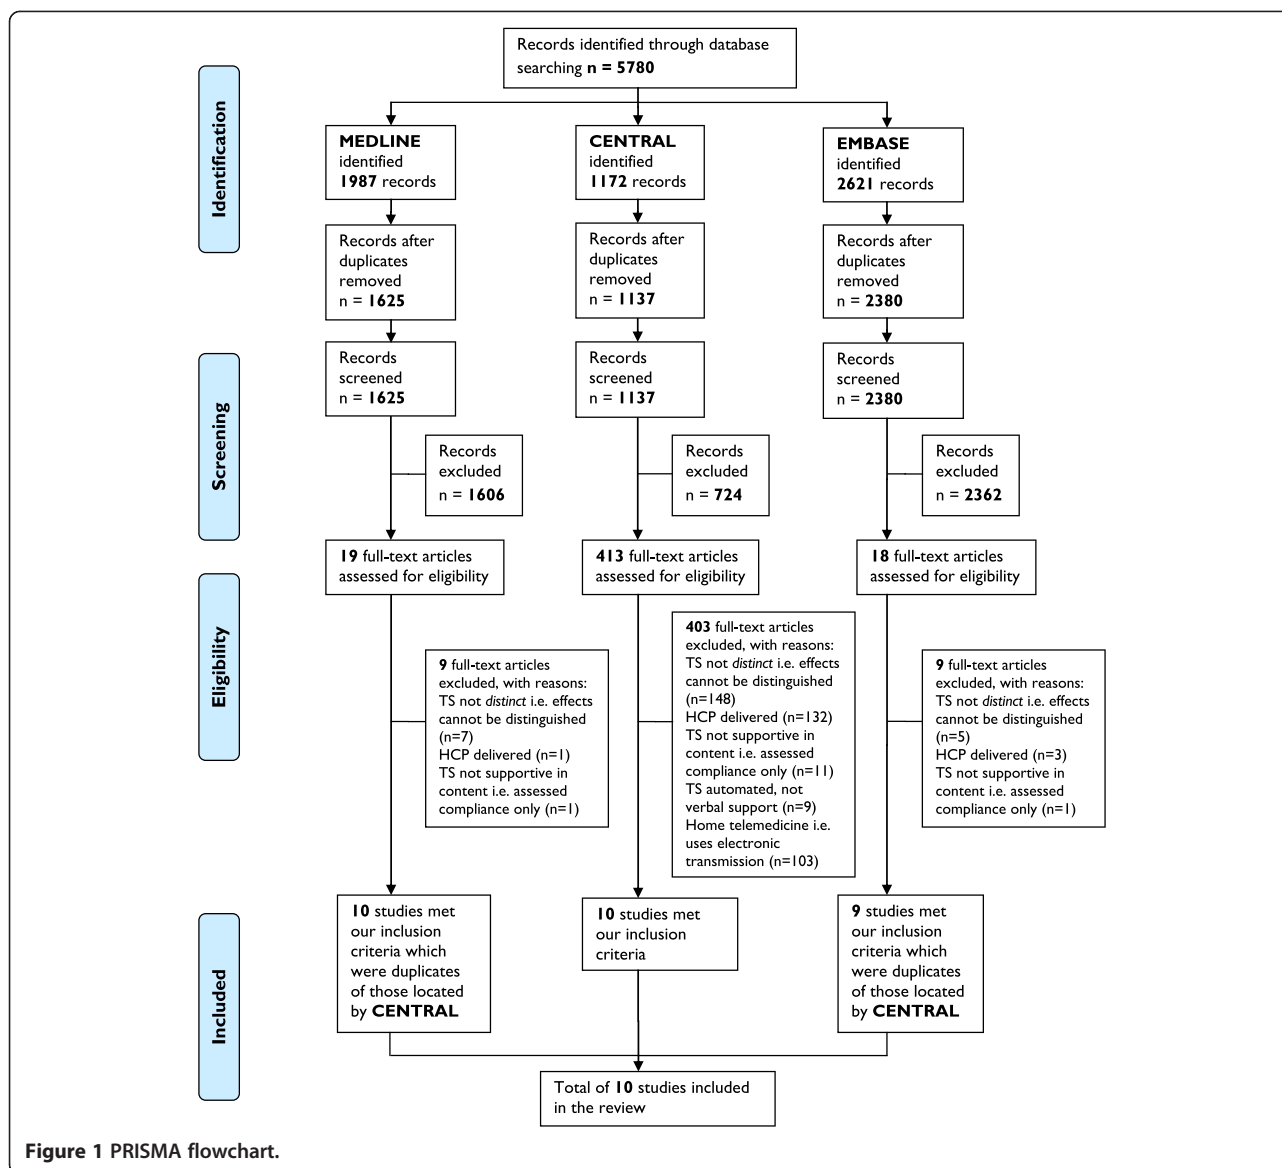 Records identified through database
searching n = 5780
Identification
MEDLINE
identified
1987 records
CENTRAL
identified
1172 records
EMBASE
identified
2621 records
Records after
duplicates
removed
n = 1625
Records after
duplicates
removed
n = 1137
Records after
duplicates
removed
n = 2380
Screening
Records
screened
n = 1625
Records
screened
n = 1137
Records
screened
n = 2380
Records
excluded
n = 1606
Records
excluded
n = 724
Records
excluded
n = 2362
19 full-text articles
assessed for eligibility
413 full-text articles
assessed for eligibility
18 full-text articles
assessed for eligibility
Eligibility
9 full-text articles
excluded, with reasons:
TS not distinct i.e. effects
cannot be distinguished
(n=7)
HCP delivered (n=1)
TS not supportive in
content i.e. assessed
compliance only (n=1)
403 full-text articles
excluded, with reasons:
TS not distinct i.e. effects
cannot be distinguished
(n=148)
HCP delivered (n=132)
TS not supportive in
content i.e. assessed
compliance only (n=11)
TS automated, not
verbal support (n=9)
Home telemedicine i.e.
uses electronic
transmission (n=103)
9 full-text articles
excluded, with reasons:
TS not distinct i.e. effects
cannot be distinguished
(n=5)
HCP delivered (n=3)
TS not supportive in
content i.e. assessed
compliance only (n=1)
Included
10 studies met
our inclusion
criteria which
were duplicates
of those located
by CENTRAL
10 studies met
our inclusion
criteria
9 studies met
our inclusion
criteria which
were duplicates
of those located
by CENTRAL
Total of 10 studies included
in the review
Figure 1 PRISMA flowchart.